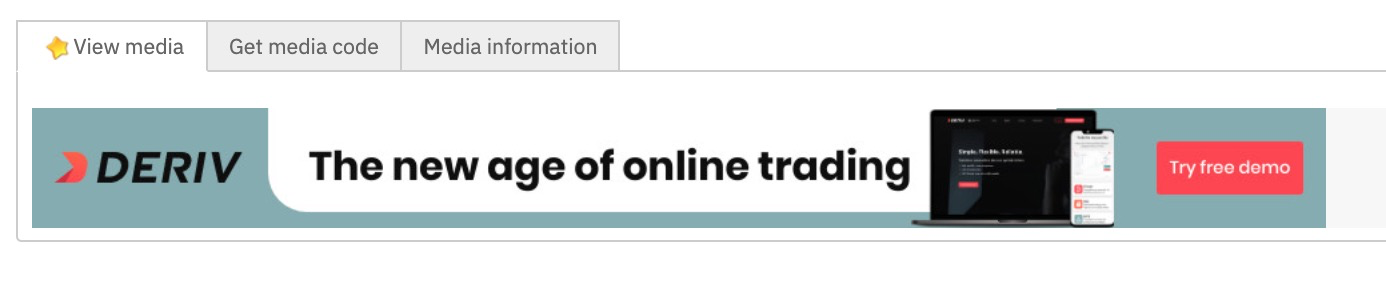 View media
Get media code
Media information
DERIV
The new age of online trading
Simple. Flexible. Reliable.
Try free demo